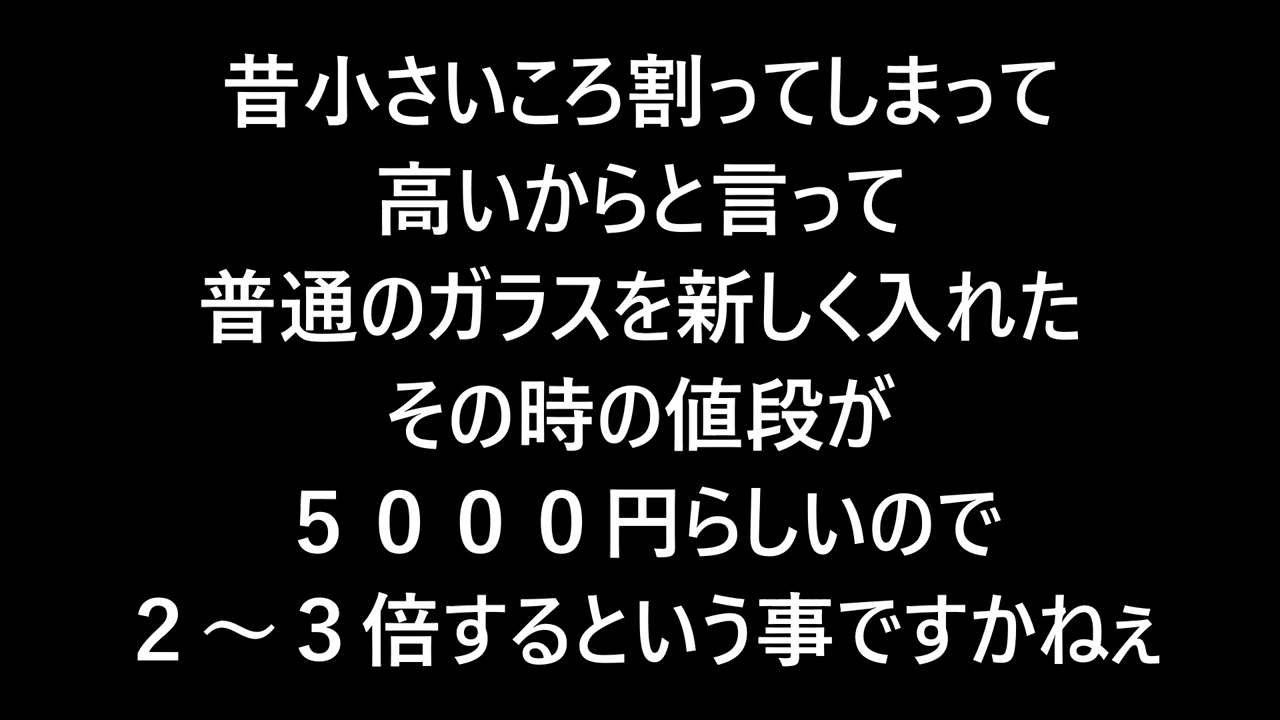 昔小さいころ割ってしまって
高いからと言って
普通のガラスを新しく入れた
その時の値段が
５０００円らしいので
２～３倍するという事ですかねぇ